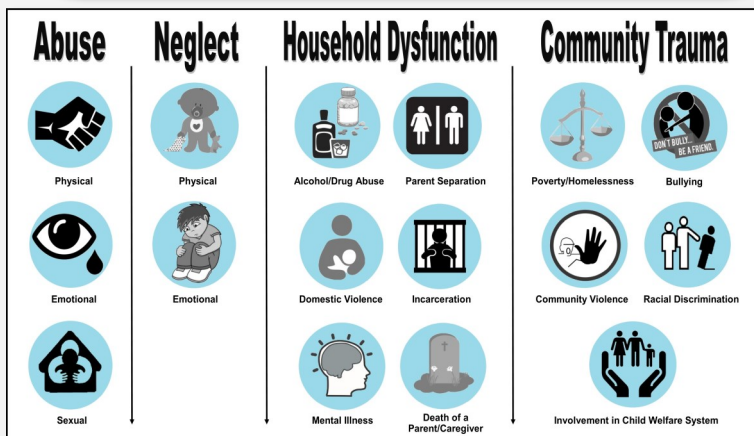 Abuse
Neglect
Household Dysfunction
Community Trauma
Physical
Physical
Alcohol/Drug Abuse
Parent Separation
Poverty/Homelessness
DON'T BULLY...
BE A FRIEND.
Bullying
Emotional
Emotional
Domestic Violence
Incarceration
Community Violence
Racial Discrimination
Sexual
Mental Illness
Death of a
Parent/Caregiver
Involvement in Child Welfare System